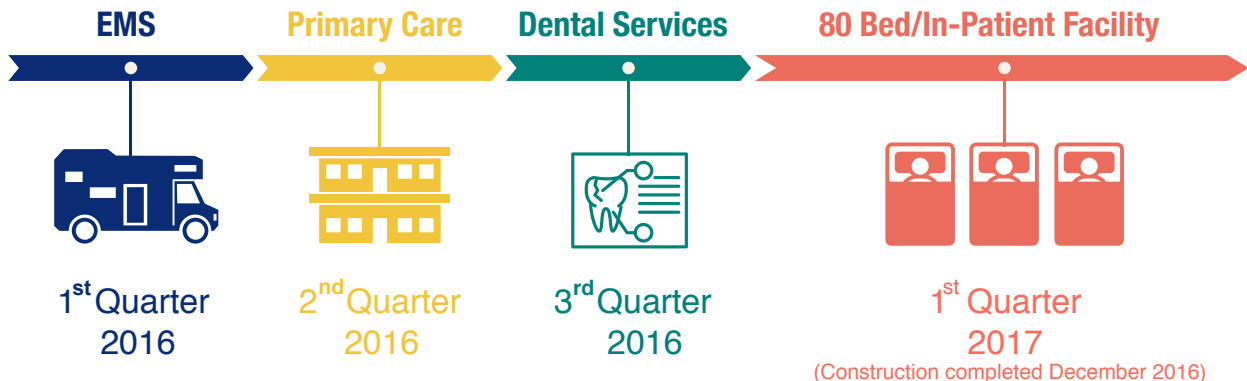 EMS
Primary Care
Dental Services
80 Bed/In-Patient Facility
1st Quarter
2016
2nd Quarter
2016
3rd Quarter
2016
1st Quarter
2017
(Construction completed December 2016)